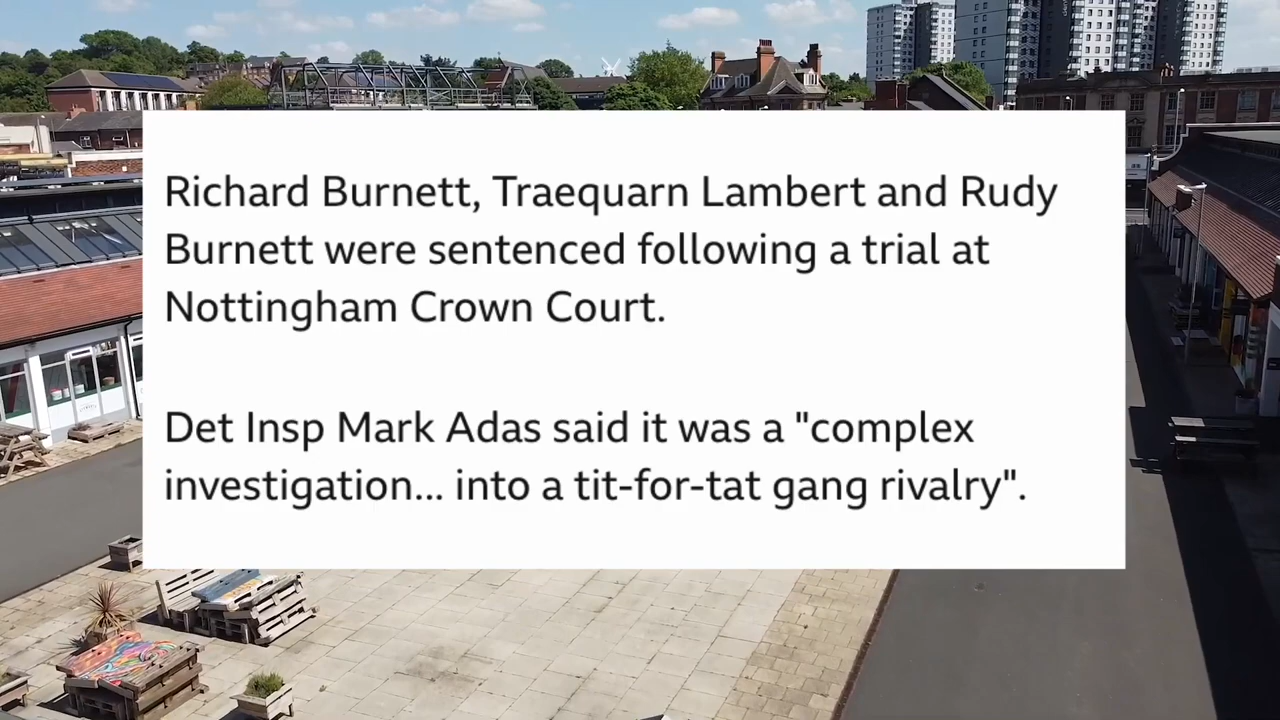 Richard Burnett, Traequarn Lambert and Rudy
Burnett were sentenced following a trial at
Nottingham Crown Court.
Det Insp Mark Adas said it was a "complex
investigation... into a tit-for-tat gang rivalry".